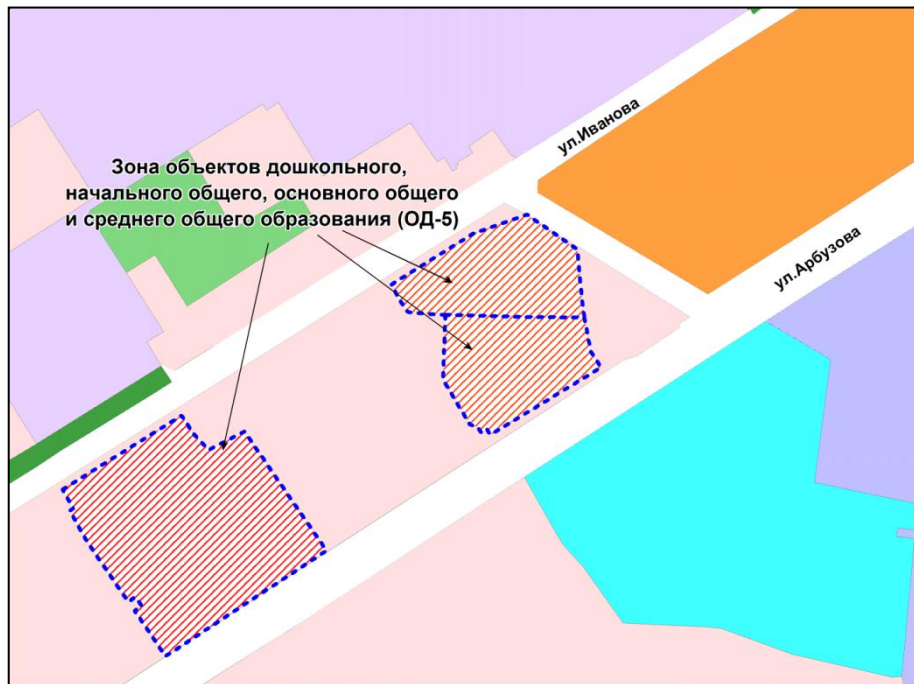 ул.Иванова
Зона объектов дошкольного,
начального общего, основного общего
и среднего общего образования (ОД-5)
ул.Арбузова